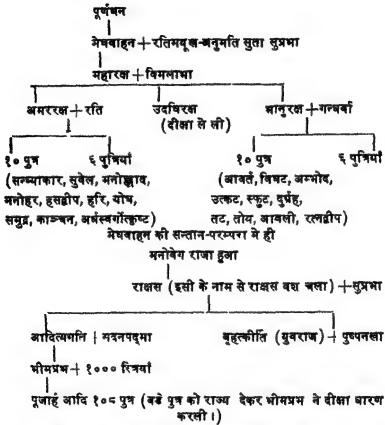 पूर्णधन
मेघवाहन + रतिमयूख-अनुमति सुता सुप्रभा
महारक्ष + विमलाभा
अमररक्ष + रति उदधिरक्ष भानुरक्ष + गन्धर्वा
(दीक्षा ले ली)
१० पुत्र ६ पुत्रियाँ १० पुत्र ६ पुत्रियाँ
(सन्ध्याकार, सुवेल, मनोह्लाद, (आवर्त, विघट, अम्भोद,
मनोहर, हसद्वीप, हरि, योध, उत्कट, स्फुट, दुर्ग्रह,
समुद्र, काञ्चन, अर्धस्वर्गोत्कृष्ट) तट, तोय, आवली, रत्नद्वीप)
मेघवाहन की सन्तान-परम्परा मे ही
मनोवेग राजा हुआ
राक्षस (इसी के नाम से राक्षस वश चला) + सुप्रभा
आदित्यगति + मदनपद्मा बृहत्कीर्ति (युवराज) + पुष्पनखा
भीमप्रभ + १००० स्त्रियाँ
पूजार्ह आदि १०८ पुत्र (बडे पुत्र को राज्य देकर भीमप्रभ ने दीक्षा धारण
करली।)